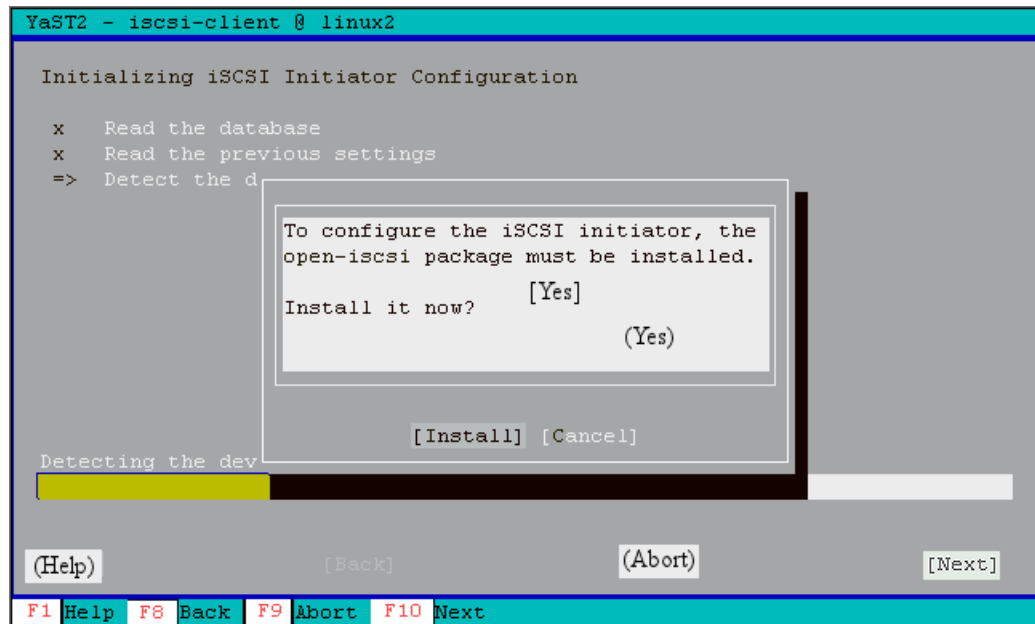 YaST2 - iscsi-client @ linux2
Initializing iSCSI Initiator Configuration
x Read the database
x Read the previous settings
=> Detect the d
To configure the iSCSI initiator, the
open-iscsi package must be installed.
[Yes]
Install it now?
(Yes)
[Install] [Cancel]
Detecting the dev
(Help) [Back] (Abort) [Next]
F1 Help F8 Back F9 Abort F10 Next